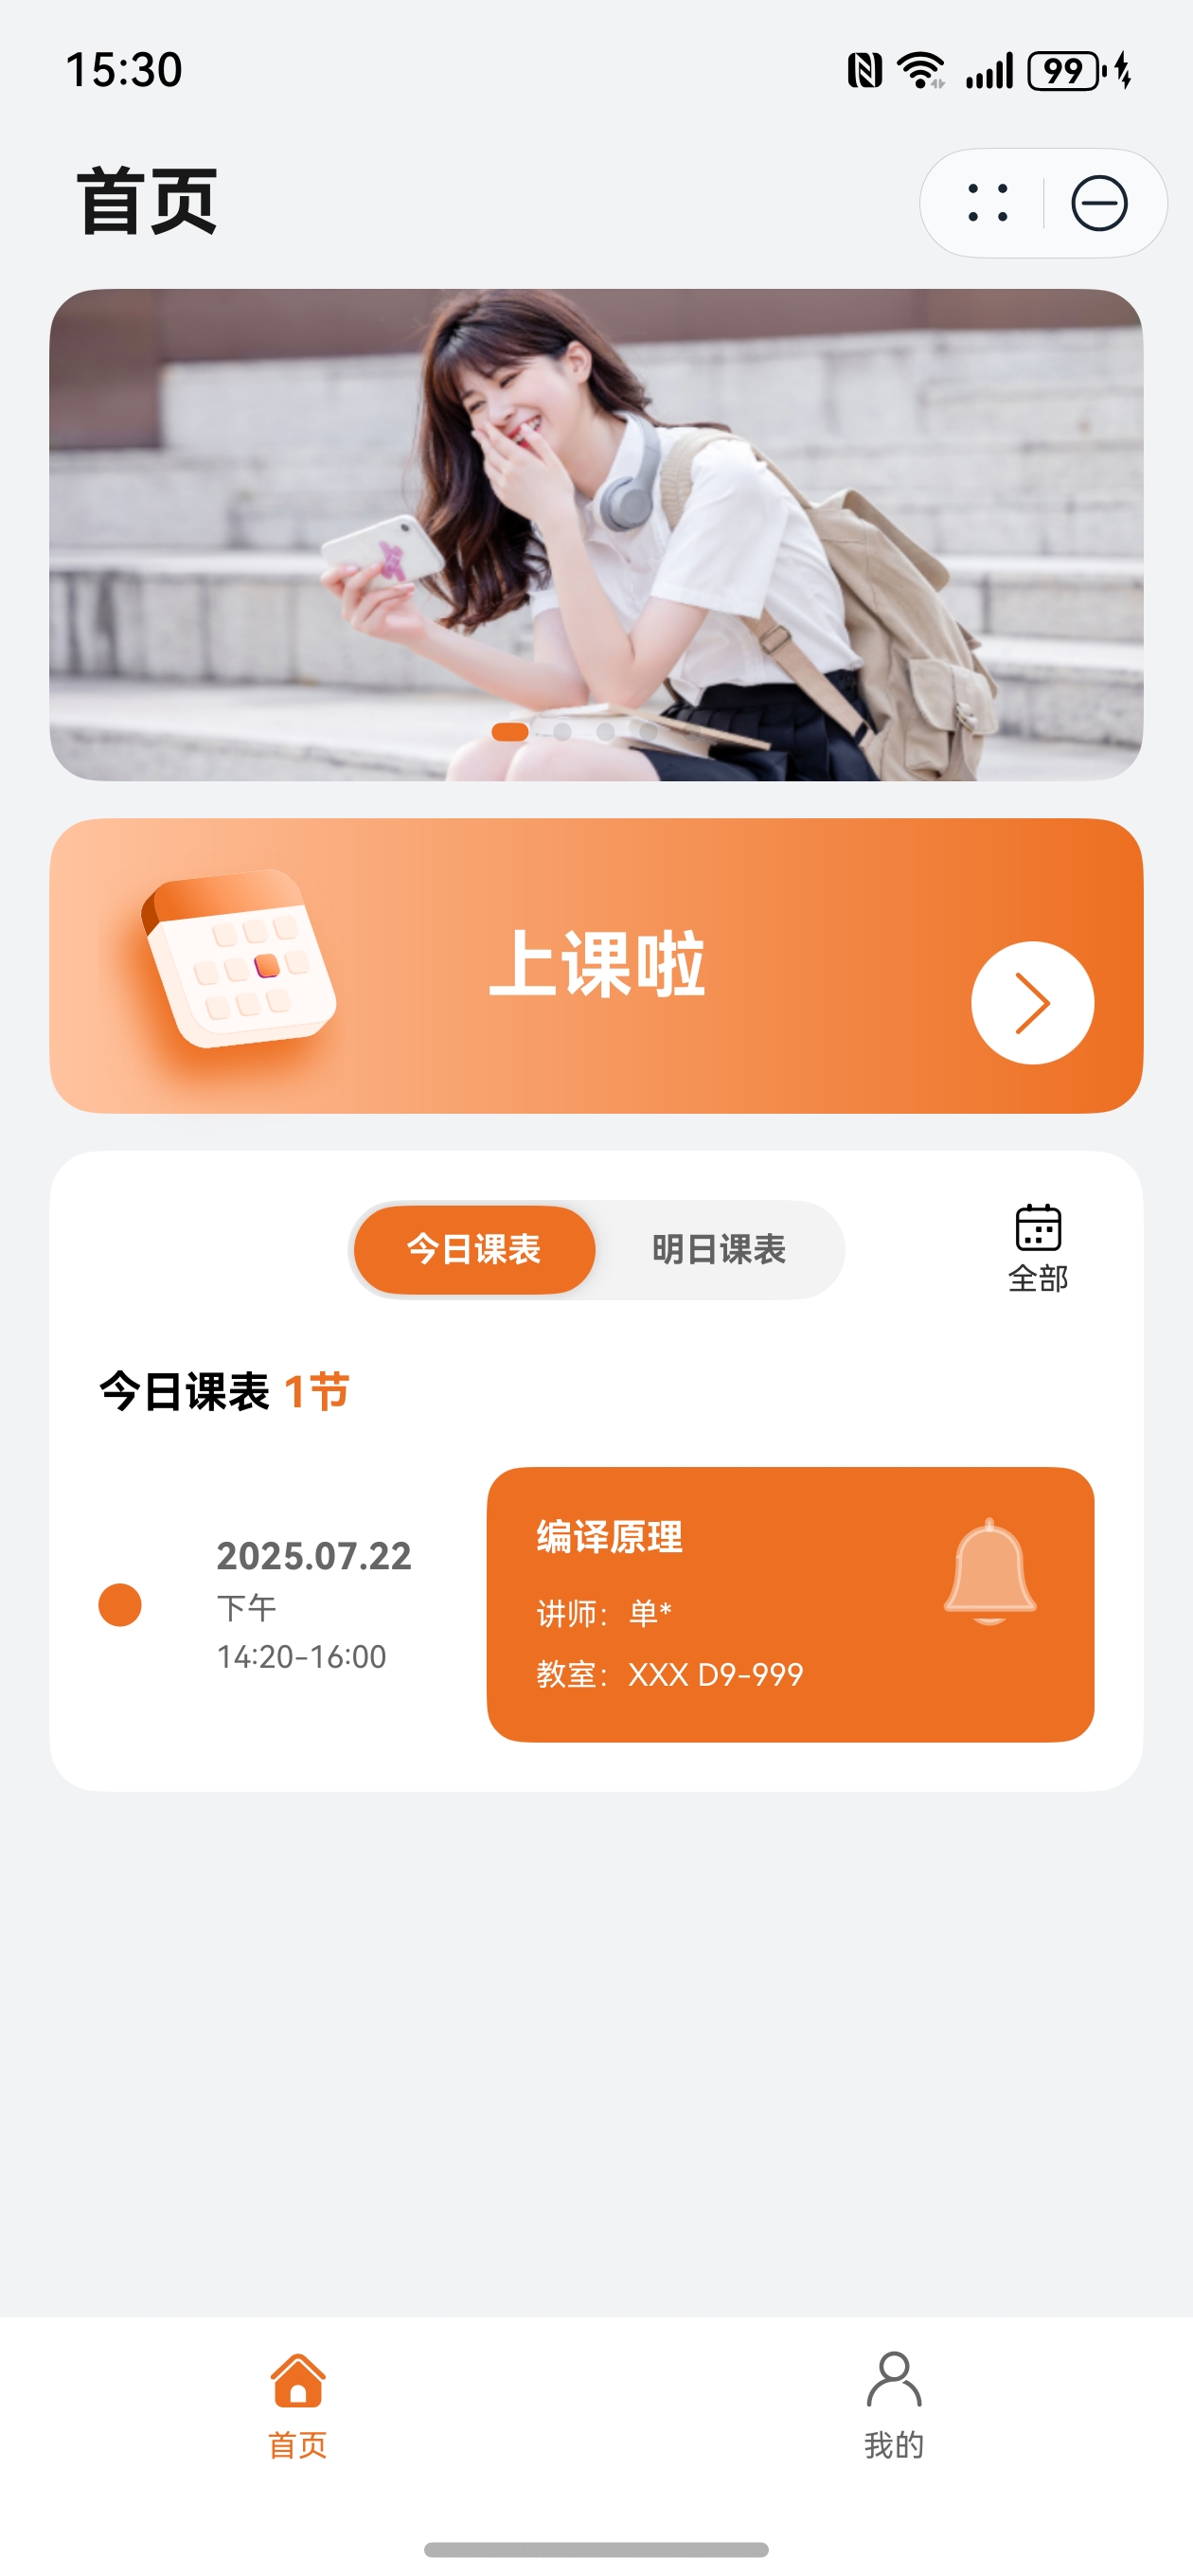 15:30
99
首页
上课啦
今日课表
明日课表
全部
今日课表 1节
2025.07.22
下午
14:20-16:00
编译原理
讲师：单*
教室：XXX D9-999
首页
我的